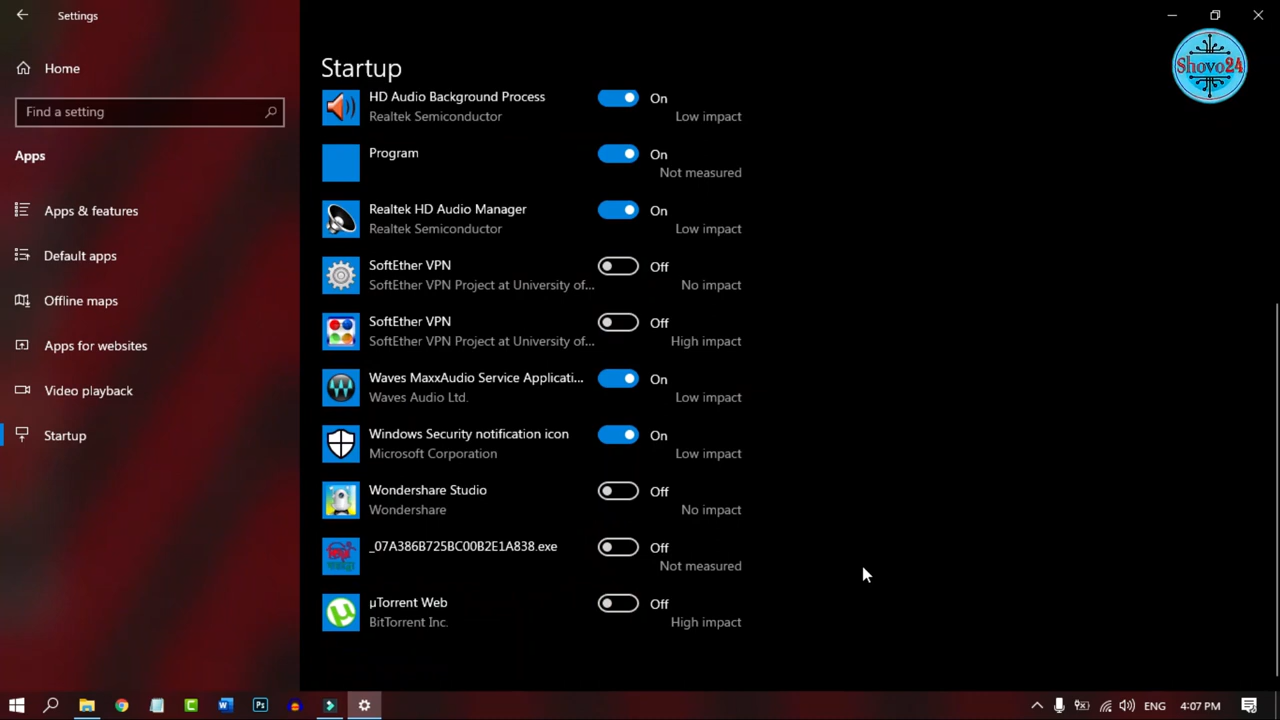 Settings
Shovo24
Home
Startup
Find a setting
HD Audio Background Process
On
Realtek Semiconductor
Low impact
Apps
Program
On
Not measured
Apps & features
Realtek HD Audio Manager
On
Realtek Semiconductor
Low impact
Default apps
SoftEther VPN
Off
SoftEther VPN Project at University of...
No impact
Offline maps
SoftEther VPN
Off
SoftEther VPN Project at University of...
High impact
Apps for websites
Waves MaxxAudio Service Applicati...
On
Waves Audio Ltd.
Low impact
Video playback
Windows Security notification icon
On
Microsoft Corporation
Low impact
Startup
Wondershare Studio
Off
Wondershare
No impact
_07A386B725BC00B2E1A838.exe
Off
Not measured
µTorrent Web
Off
BitTorrent Inc.
High impact
ENG
4:07 PM